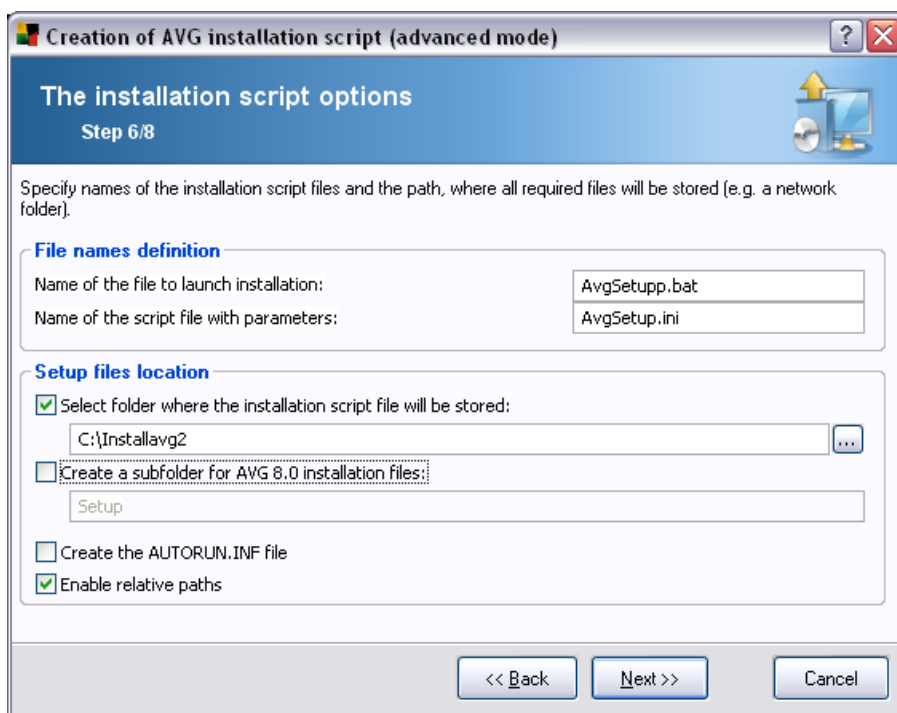 Creation of AVG installation script (advanced mode)
The installation script options
Step 6/8
Specify names of the installation script files and the path, where all required files will be stored (e.g. a network
folder).
File names definition
Name of the file to launch installation:
AvgSetupp.bat
Name of the script file with parameters:
AvgSetup.ini
Setup files location
Select folder where the installation script file will be stored:
C:\Installavg2
...
Create a subfolder for AVG 8.0 installation files:
Setup
Create the AUTORUN.INF file
Enable relative paths
<< Back
Next >>
Cancel